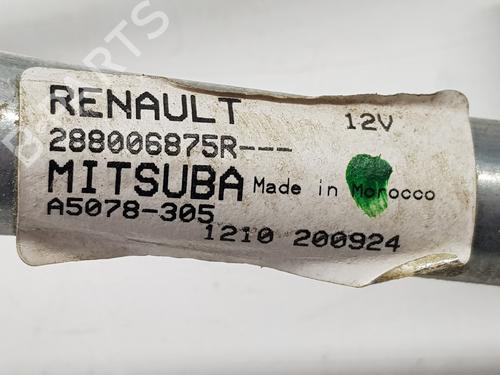 RENAULT 12V
288006875R---
MITSUBA Made in Morocco
A5078-305
1210 200924